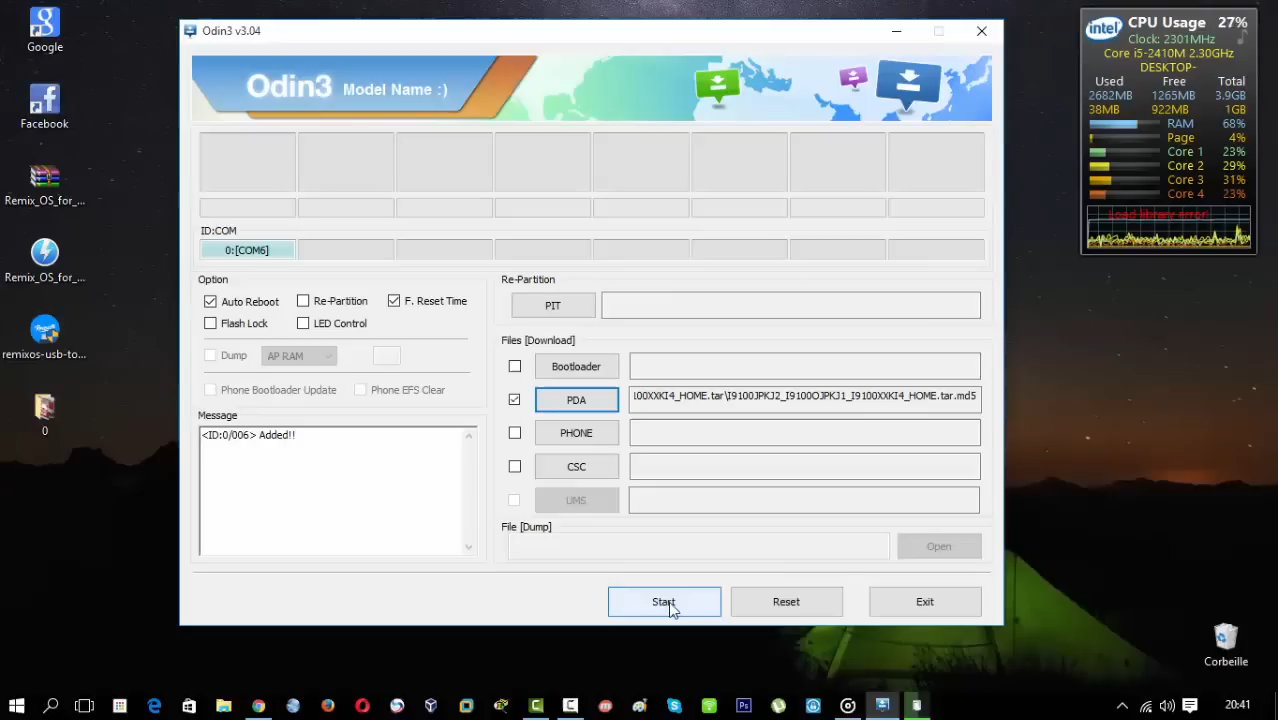 Google
Facebook
Remix_OS_for_...
Remix_OS_for_...
remixos-usb-to...
0
Odin3 v3.04
Odin3 Model Name :)
ID:COM
0:[COM6]
Option
Auto Reboot
Re-Partition
F. Reset Time
Flash Lock
LED Control
Dump
AP RAM
Phone Bootloader Update
Phone EFS Clear
Message
<ID:0/006> Added!!
Re-Partition
PIT
Files [Download]
Bootloader
PDA
I00XXKI4_HOME.tar\I9100JPKJ2_I9100OJPKJ1_I9100XXKI4_HOME.tar.md5
PHONE
CSC
UMS
File [Dump]
Open
Start
Reset
Exit
intel
CPU Usage 27%
Clock: 2301MHz
Core i5-2410M 2.30GHz
DESKTOP-
Used Free Total
2682MB 1265MB 3.9GB
38MB 922MB 1GB
RAM 68%
Page 4%
Core 1 23%
Core 2 29%
Core 3 31%
Core 4 23%
Load library error!
Corbeille
Ps
20:41